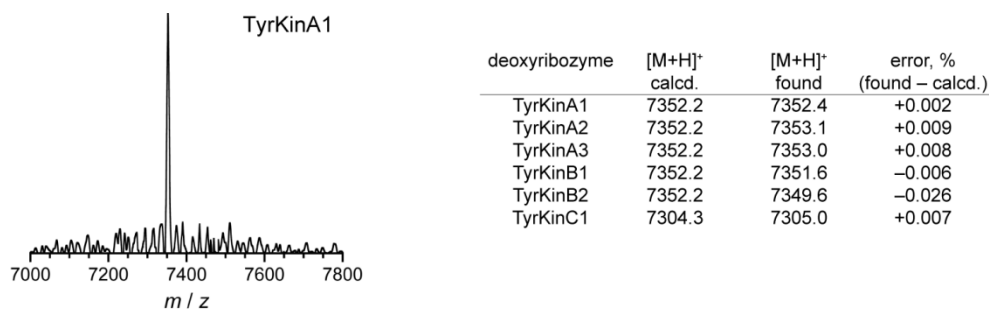 TyrKinA1
7000 7200 7400 7600 7800
m / z
deoxyribozyme [M+H]+ [M+H]+ error, %
calcd. found (found – calcd.)
TyrKinA1 7352.2 7352.4 +0.002
TyrKinA2 7352.2 7353.1 +0.009
TyrKinA3 7352.2 7353.0 +0.008
TyrKinB1 7352.2 7351.6 –0.006
TyrKinB2 7352.2 7349.6 –0.026
TyrKinC1 7304.3 7305.0 +0.007